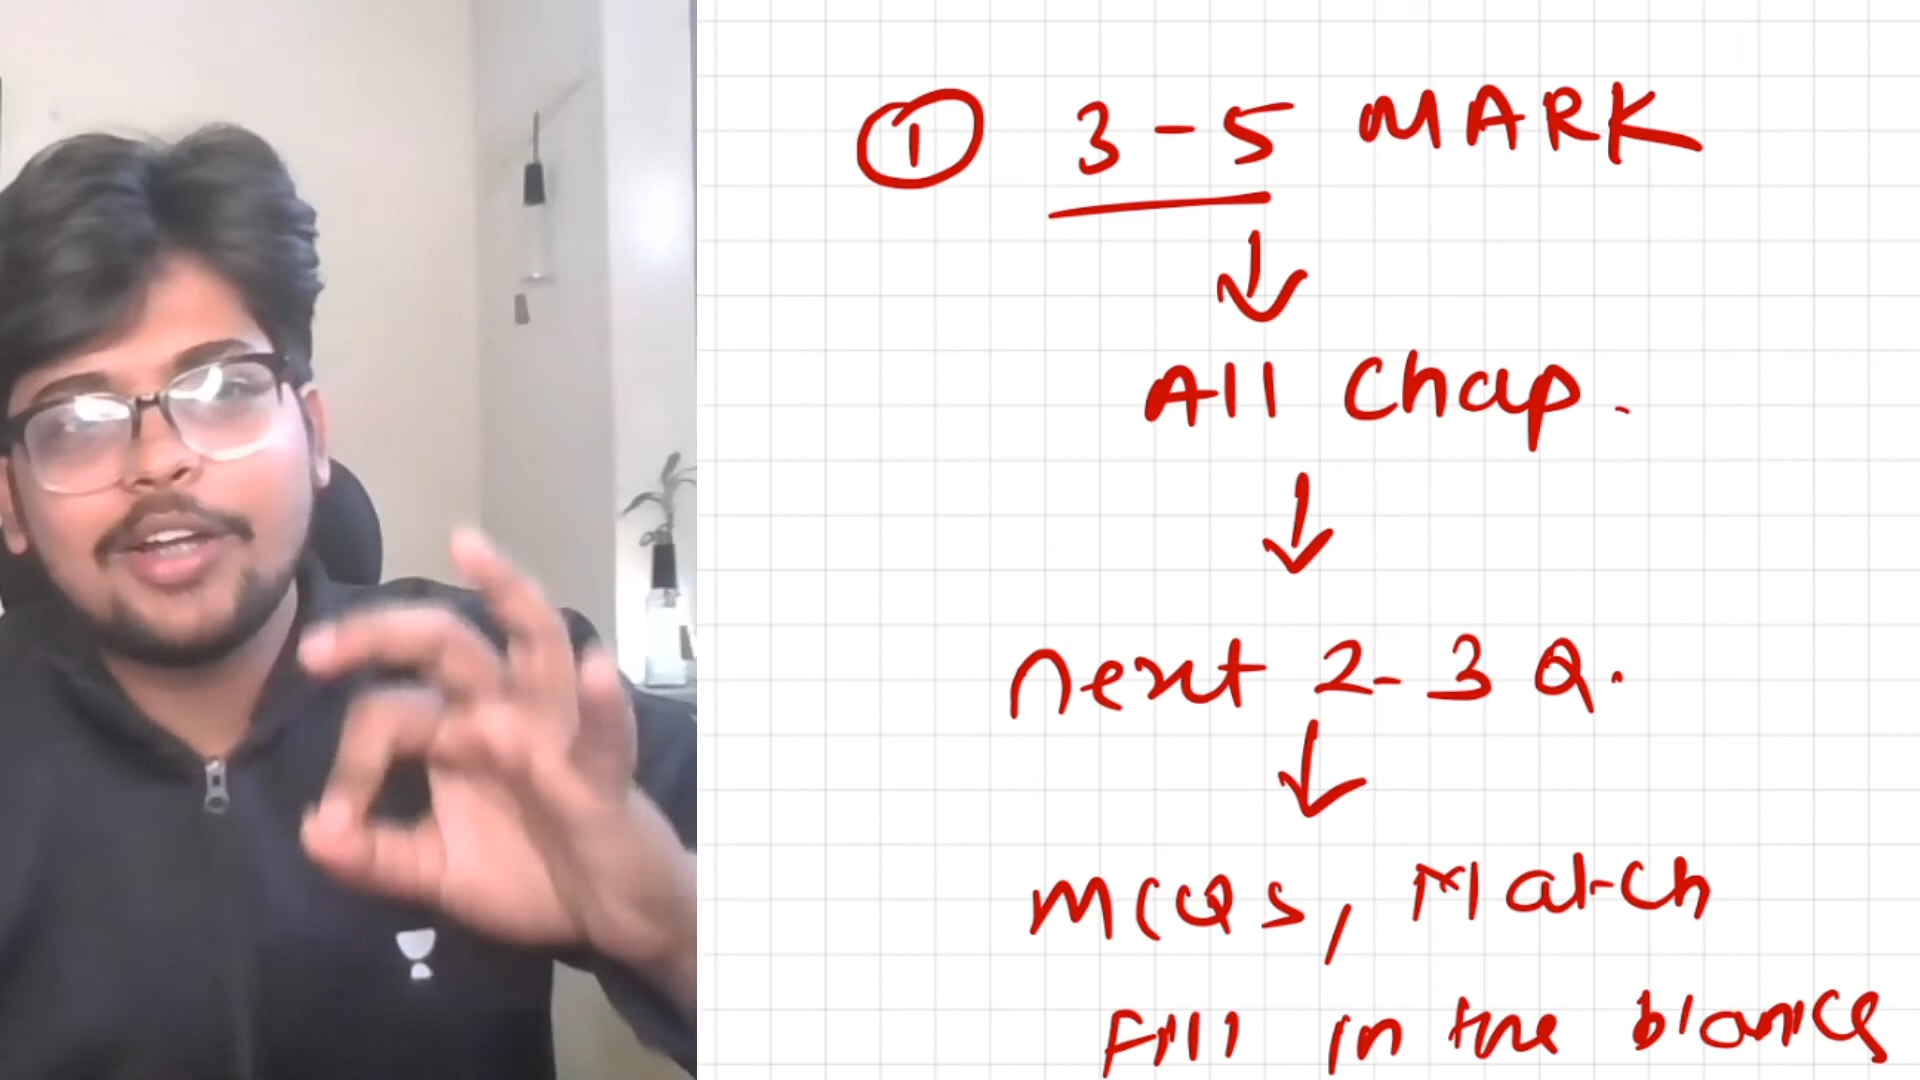 ① 3-5 MARK
All Chap.
next 2-3 Q.
MCQs, Match
Fill in the blanks